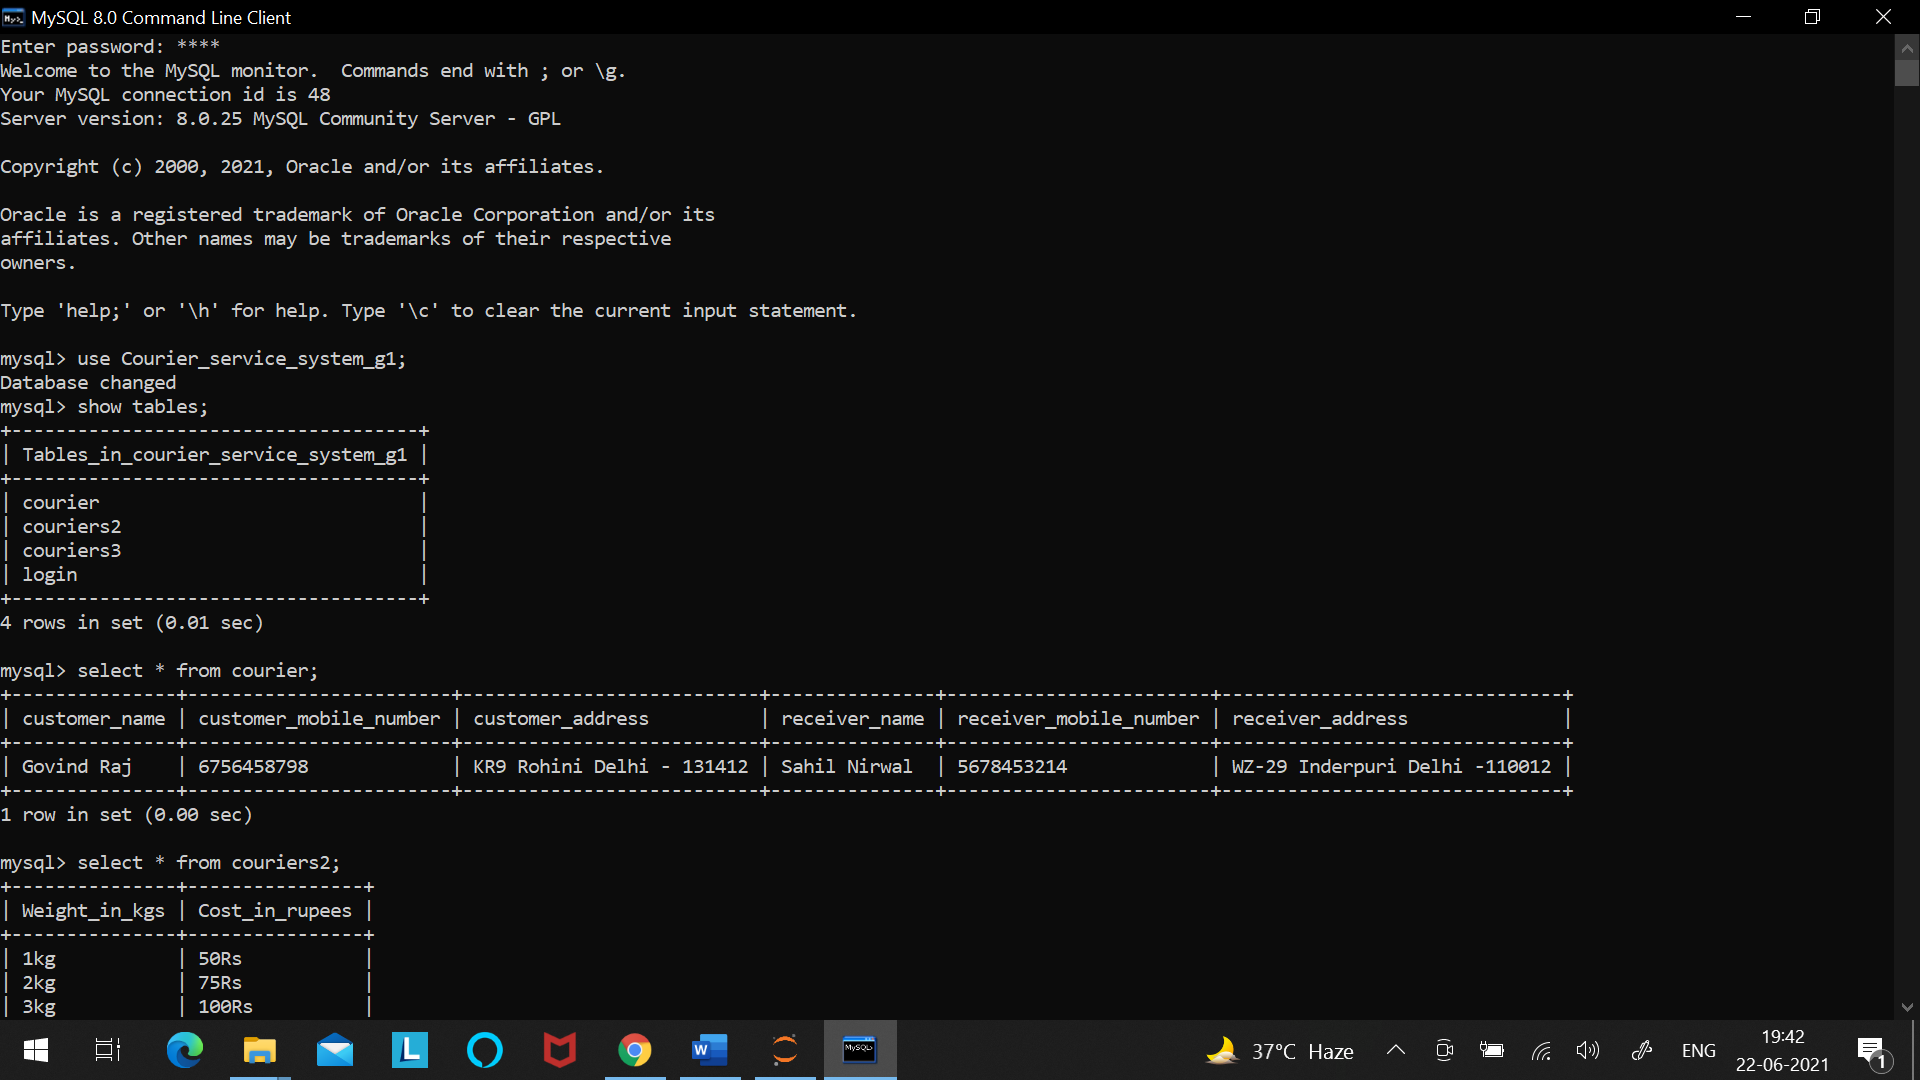 MySQL 8.0 Command Line Client
Enter password: ****
Welcome to the MySQL monitor.  Commands end with ; or \g.
Your MySQL connection id is 48
Server version: 8.0.25 MySQL Community Server - GPL
Copyright (c) 2000, 2021, Oracle and/or its affiliates.
Oracle is a registered trademark of Oracle Corporation and/or its
affiliates. Other names may be trademarks of their respective
owners.
Type 'help;' or '\h' for help. Type '\c' to clear the current input statement.
mysql> use Courier_service_system_g1;
Database changed
mysql> show tables;
+-------------------------------------+
| Tables_in_courier_service_system_g1 |
+-------------------------------------+
| courier                             |
| couriers2                           |
| couriers3                           |
| login                               |
+-------------------------------------+
4 rows in set (0.01 sec)
mysql> select * from courier;
+---------------+------------------------+---------------------------+---------------+------------------------+-------------------------------+
| customer_name | customer_mobile_number | customer_address          | receiver_name | receiver_mobile_number | receiver_address              |
+---------------+------------------------+---------------------------+---------------+------------------------+-------------------------------+
| Govind Raj    | 6756458798             | KR9 Rohini Delhi - 131412 | Sahil Nirwal  | 5678453214             | WZ-29 Inderpuri Delhi -110012 |
+---------------+------------------------+---------------------------+---------------+------------------------+-------------------------------+
1 row in set (0.00 sec)
mysql> select * from couriers2;
+---------------+----------------+
| Weight_in_kgs | Cost_in_rupees |
+---------------+----------------+
| 1kg           | 50Rs           |
| 2kg           | 75Rs           |
| 3kg           | 100Rs          |
L
W
MySQL
37°C Haze
ENG
19:42
22-06-2021
1